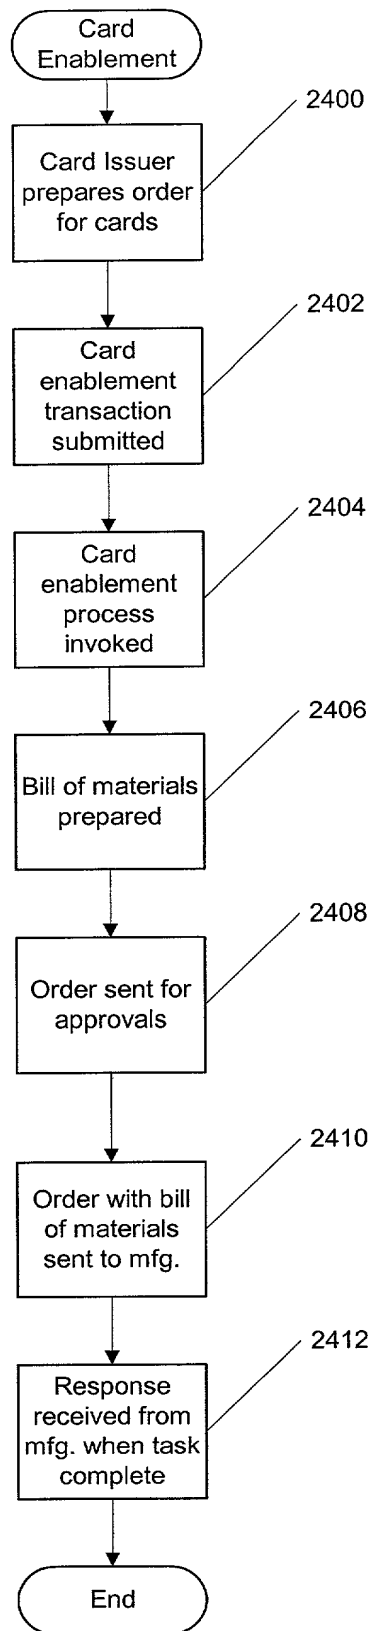 Card
Enablement
2400
Card Issuer
prepares order
for cards
2402
Card
enablement
transaction
submitted
2404
Card
enablement
process
invoked
2406
Bill of materials
prepared
2408
Order sent for
approvals
2410
Order with bill
of materials
sent to mfg.
2412
Response
received from
mfg. when task
complete
End